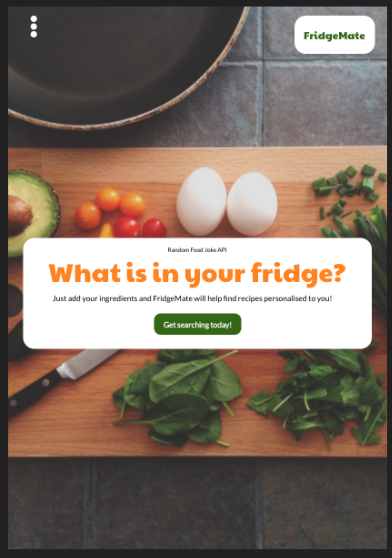 FridgeMate
Random Food Joke API
What is in your fridge?
Just add your ingredients and FridgeMate will help find recipes personalised to you!
Get searching today!